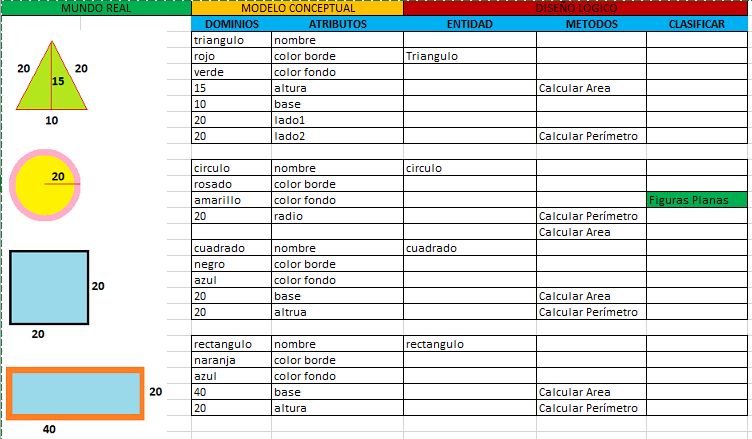 MUNDO REAL MODELO CONCEPTUAL DISEÑO LOGICO
DOMINIOS ATRIBUTOS ENTIDAD METODOS CLASIFICAR
triangulo nombre
rojo color borde Triangulo
verde color fondo
20 20
15
15 altura Calcular Area
10 base
10
20 lado1
20 lado2 Calcular Perímetro
circulo nombre circulo
20
rosado color borde
amarillo color fondo Figuras Planas
20 radio Calcular Perímetro
Calcular Area
cuadrado nombre cuadrado
negro color borde
azul color fondo
20
20 base Calcular Area
20 altrua Calcular Perímetro
20
rectangulo nombre rectangulo
naranja color borde
azul color fondo
20
40 base Calcular Area
20 altura Calcular Perímetro
40